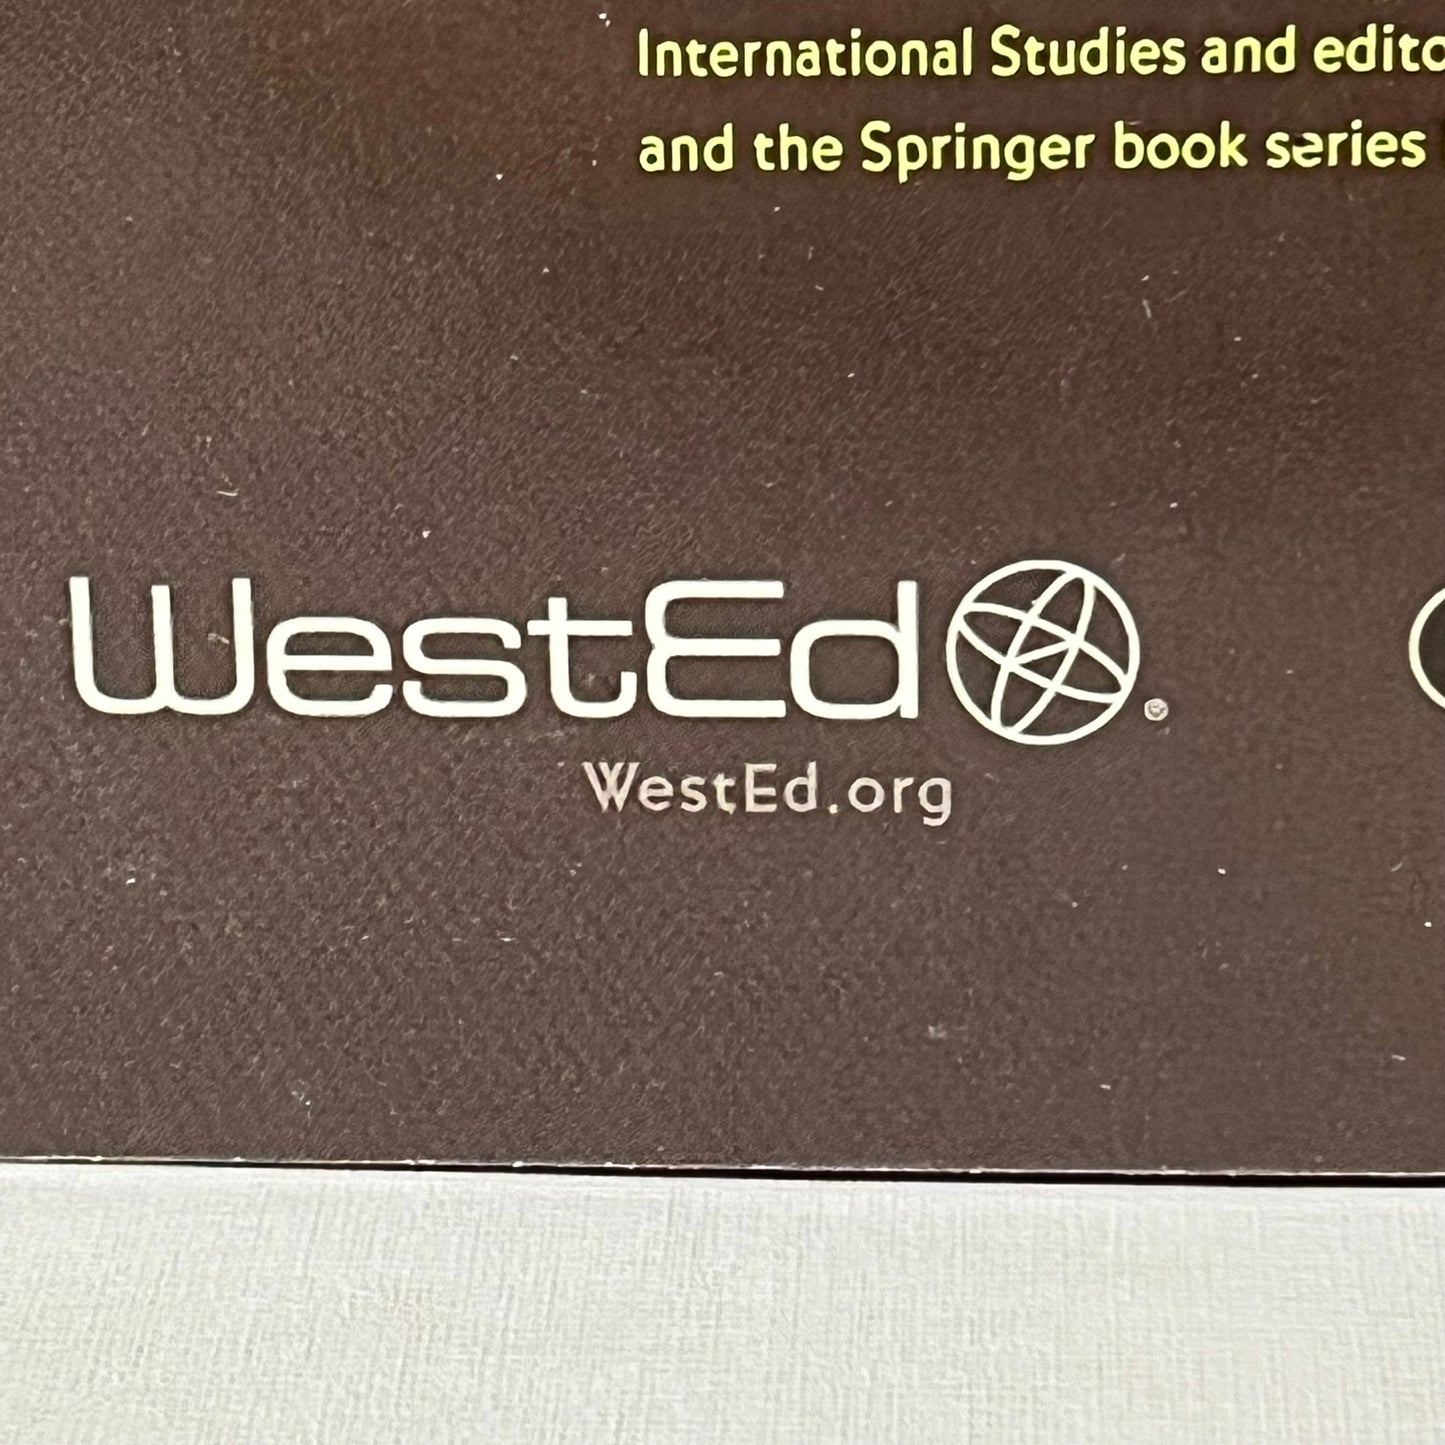 International Studies and edito
and the Springer book series
WestEd®
WestEd.org